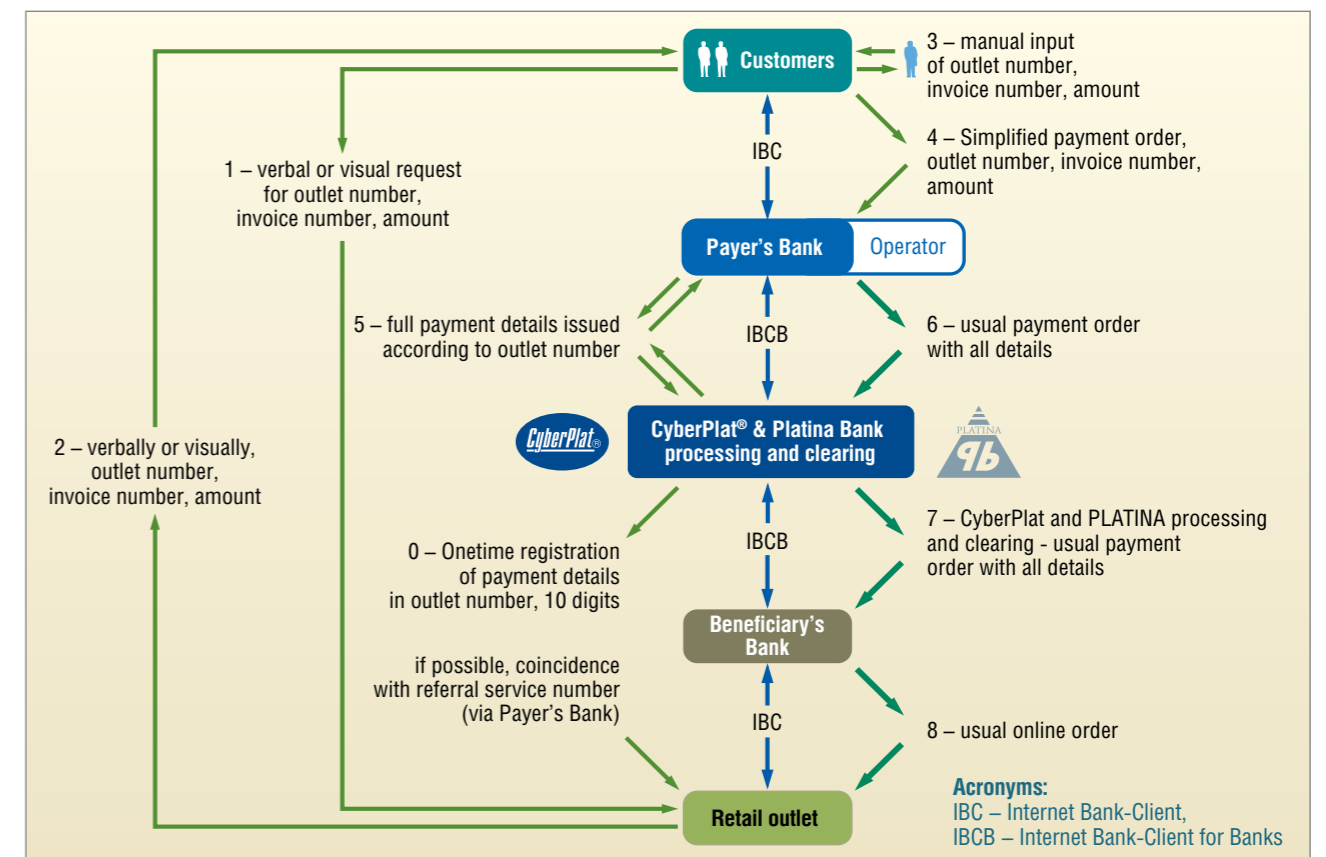 Customers
3 – manual input
of outlet number,
invoice number, amount
IBC
4 – Simplified payment order,
outlet number, invoice number,
amount
1 – verbal or visual request
for outlet number,
invoice number, amount
Payer's Bank
Operator
5 – full payment details issued
according to outlet number
IBCB
6 – usual payment order
with all details
CyberPlat®
CyberPlat® & Platina Bank
processing and clearing
PLATINA
pb
2 – verbally or visually,
outlet number,
invoice number, amount
0 – Onetime registration
of payment details
in outlet number, 10 digits
IBCB
7 – CyberPlat and PLATINA processing
and clearing - usual payment
order with all details
Beneficiary's
Bank
if possible, coincidence
with referral service number
(via Payer's Bank)
IBC
8 – usual online order
Retail outlet
Acronyms:
IBC – Internet Bank-Client,
IBCB – Internet Bank-Client for Banks